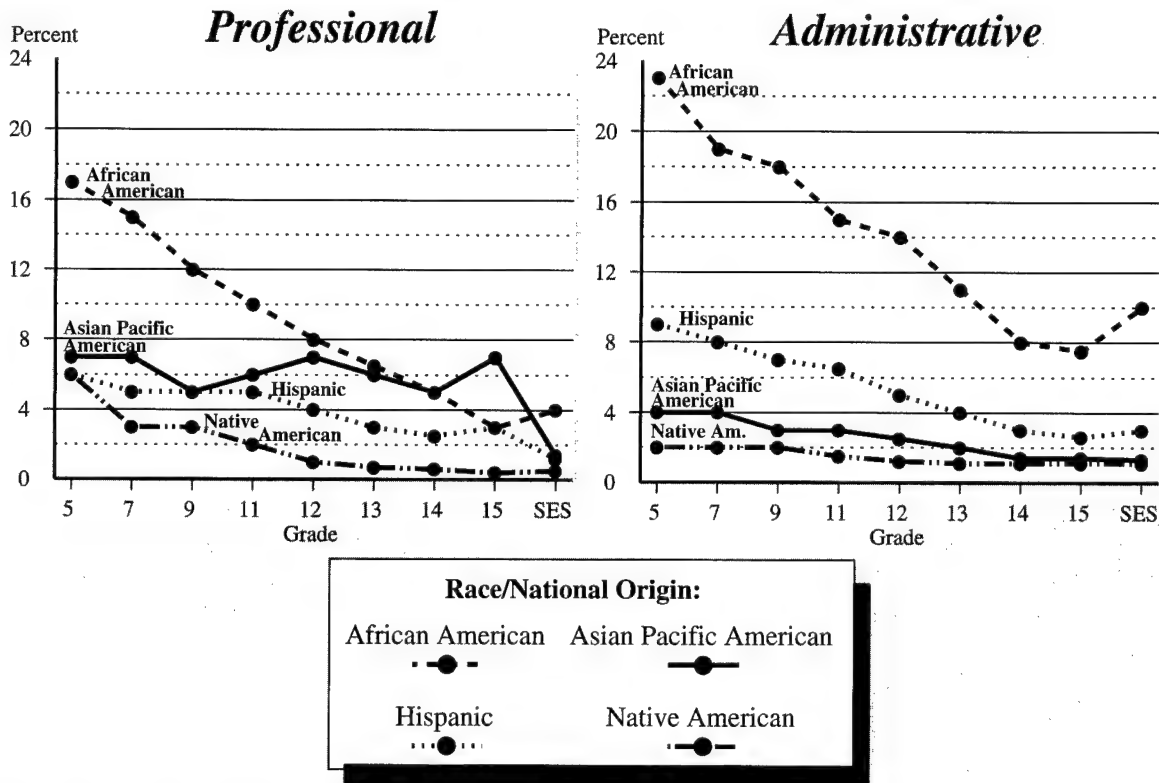 Professional
Percent
24
20
16
12
8
4
0
African
American
Asian Pacific
American
Hispanic
Native
American
5 7 9 11 12 13 14 15 SES
Grade
Administrative
Percent
24
20
16
12
8
4
0
African
American
Hispanic
Asian Pacific
American
Native Am.
5 7 9 11 12 13 14 15 SES
Grade
Race/National Origin:
African American Asian Pacific American
Hispanic Native American